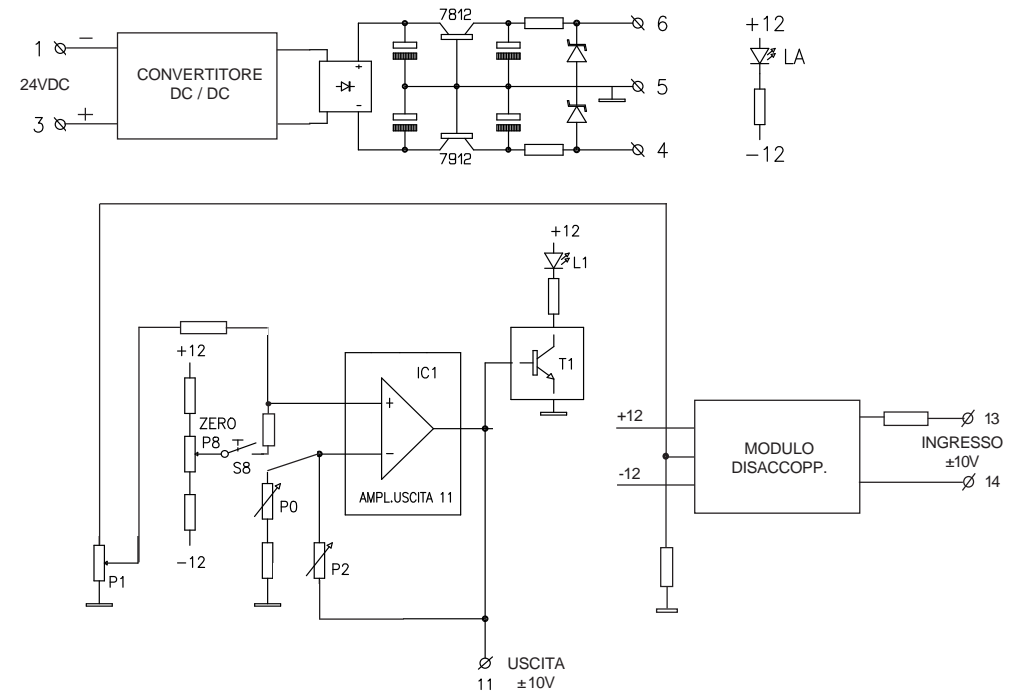 7812
6
+12
1
−
CONVERTITORE
DC / DC
24VDC
+
−
5
LA
3
+
7912
4
−12
+12
L1
+12
IC1
T1
ZERO
P8
S8
+
−
AMPL.USCITA 11
P0
P2
−12
P1
+12
-12
MODULO
DISACCOPP.
13
INGRESSO
±10V
14
USCITA
±10V
11